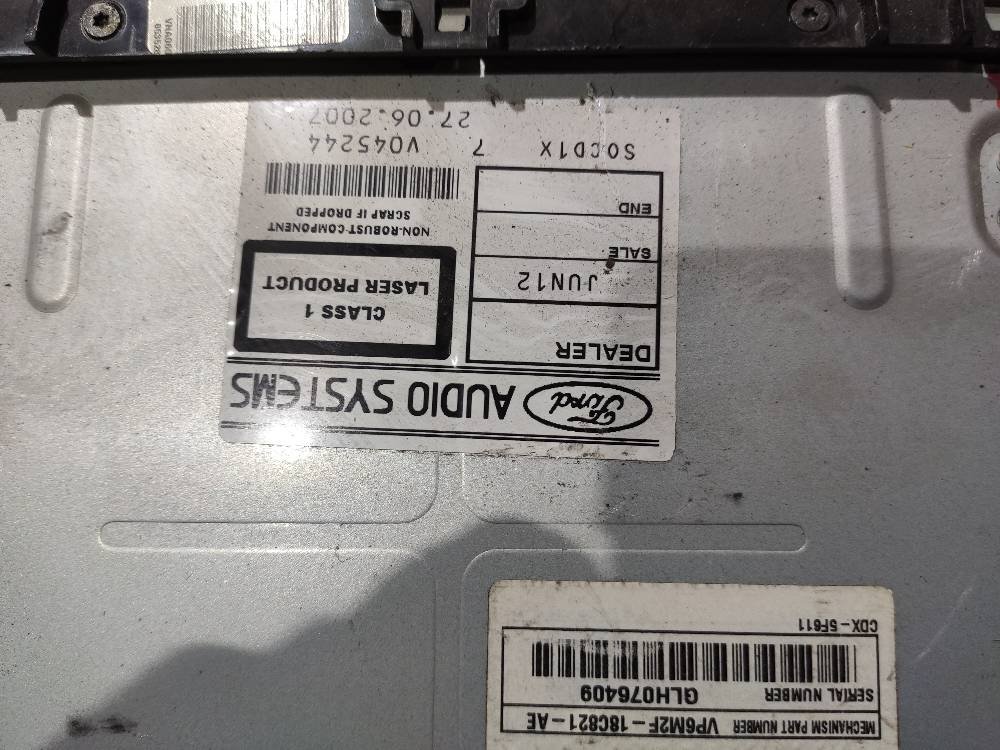 MECHANISM PART NUMBER VP6M2F-18C821-AE
SERIAL NUMBER GLH076409
CDX-5F611
Ford AUDIO SYSTEMS
DEALER
JUN12
SALE
END
CLASS 1
LASER PRODUCT
NON-ROBUST COMPONENT
SCRAP IF DROPPED
SOCD1X 7 V045244
27.06.2007